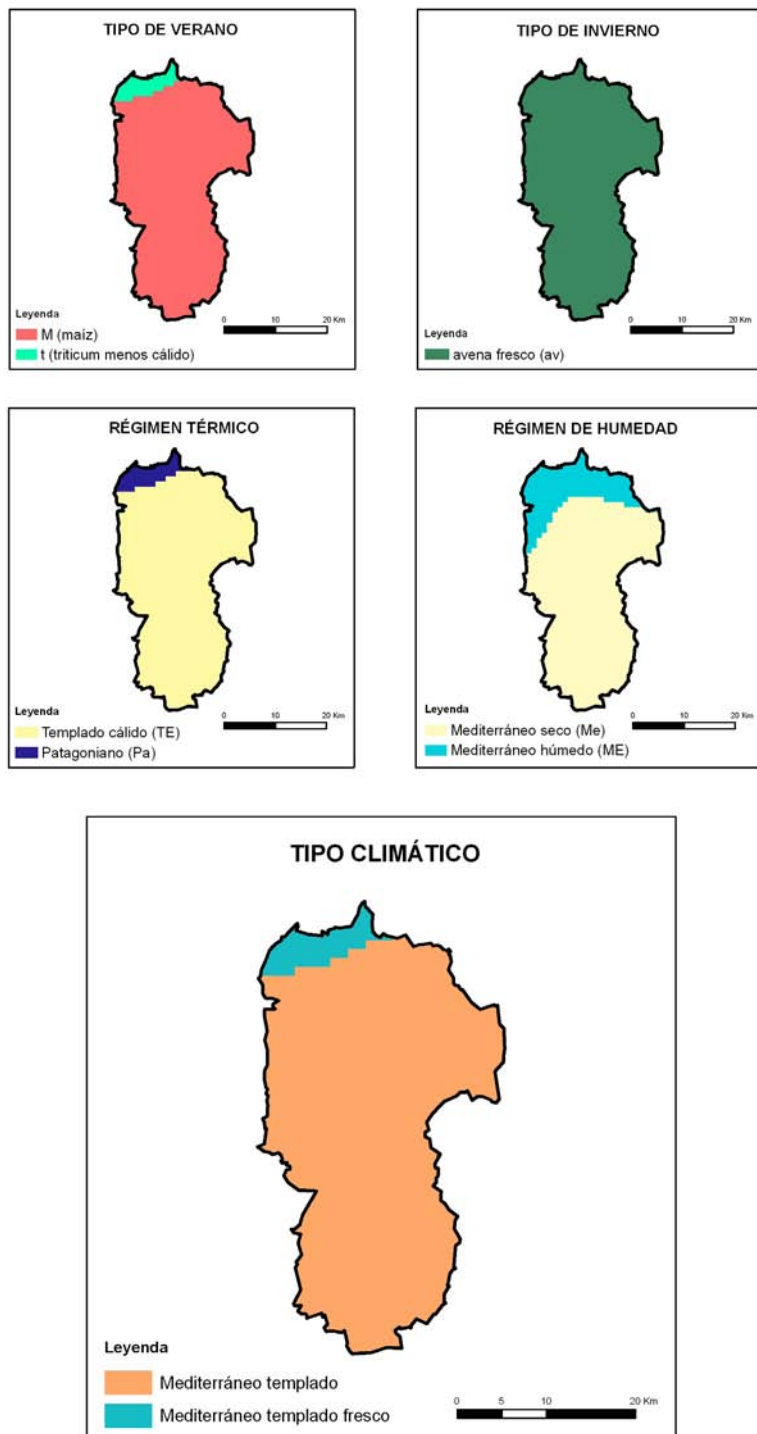 TIPO DE VERANO
Leyenda
M (maíz)
t (triticum menos cálido)
0 10 20 Km
TIPO DE INVIERNO
Leyenda
avena fresco (av)
0 10 20 Km
RÉGIMEN TÉRMICO
Leyenda
Templado cálido (TE)
Patagoniano (Pa)
0 10 20 Km
RÉGIMEN DE HUMEDAD
Leyenda
Mediterráneo seco (Me)
Mediterráneo húmedo (ME)
0 10 20 Km
TIPO CLIMÁTICO
Leyenda
Mediterráneo templado
Mediterráneo templado fresco
0 5 10 20 Km